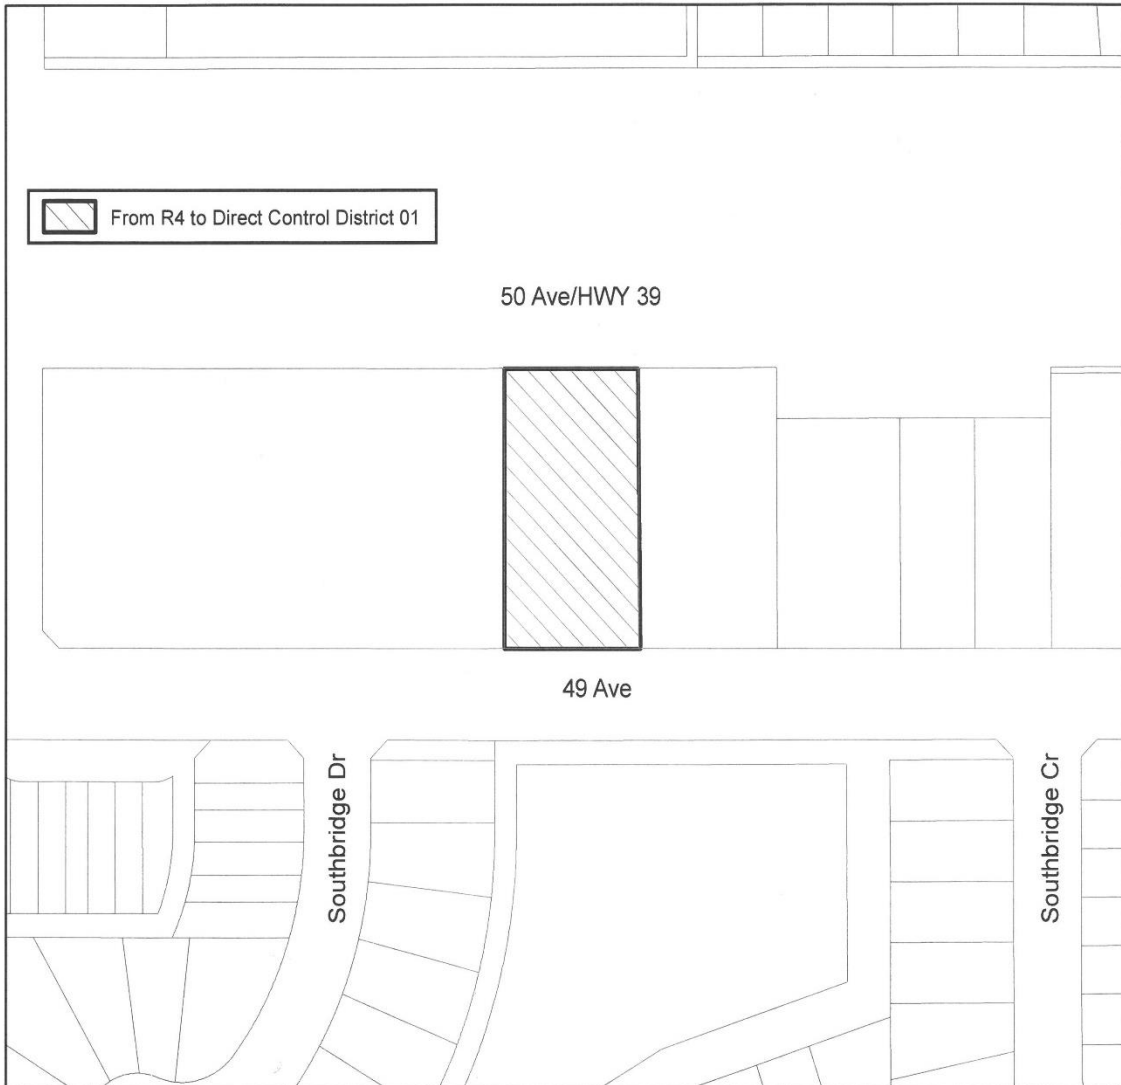 From R4 to Direct Control District 01
50 Ave/HWY 39
49 Ave
Southbridge Dr
Southbridge Cr